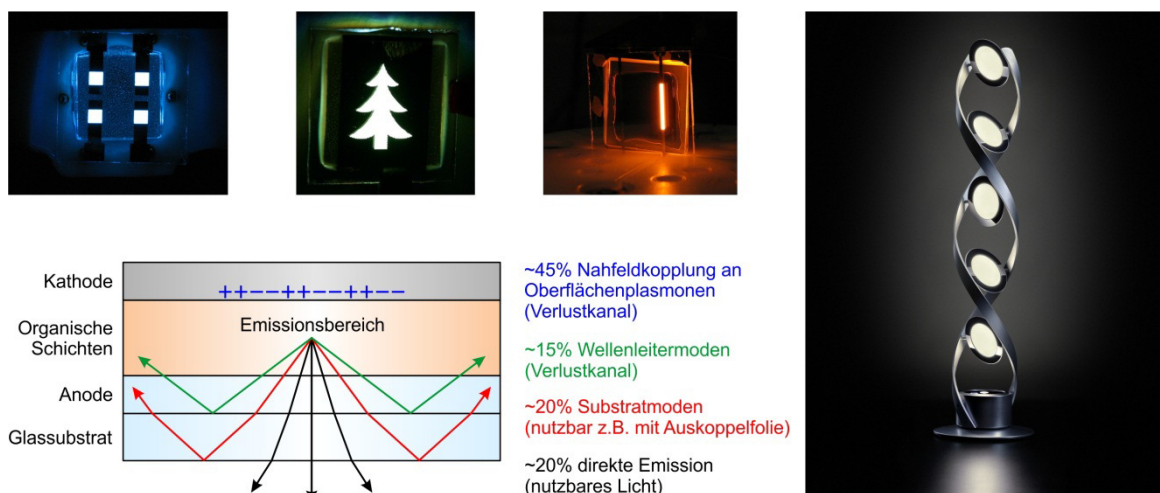 Kathode
++−−++−−++−−
Emissionsbereich
Organische
Schichten
Anode
Glassubstrat
~45% Nahfeldkopplung an
Oberflächenplasmonen
(Verlustkanal)
~15% Wellenleitermoden
(Verlustkanal)
~20% Substratmoden
(nutzbar z.B. mit Auskoppelfolie)
~20% direkte Emission
(nutzbares Licht)